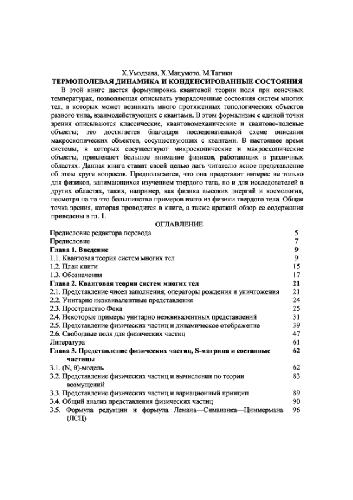 Х.Умэдзава, Х.Мацумото, М.Татики
ТЕРМОПОЛЕВАЯ ДИНАМИКА И КОНДЕНСИРОВАННЫЕ СОСТОЯНИЯ
В этой книге дается формулировка квантовой теории поля при конечных
температурах, позволяющая описывать упорядоченные состояния систем многих
тел, в которых может возникать много протяженных топологических объектов
разного типа, взаимодействующих с квантами. В этом формализме с единой точки
зрения описываются классические, квантовомеханические и квантово-полевые
объекты; это достигается благодаря последовательной схеме описания
макроскопических объектов, сосуществующих с квантами. В настоящее время
системы, в которых сосуществуют микроскопические и макроскопические
объекты, привлекают большое внимание физиков, работающих в различных
областях. Данная книга ставит своей целью дать читателю ясное представление
об этом круге вопросов. Предполагается, что она представит интерес не только
для физиков, занимающихся изучением твердого тела, но и для исследователей в
других областях, таких, например, как физика высоких энергий и космология,
несмотря на то что большинство примеров взято из физики твердого тела. Общая
точка зрения, которая проводится в книге, а также краткий обзор ее содержания
приведены в гл. 1.
ОГЛАВЛЕНИЕ
Предисловие редактора перевода 5
Предисловие 7
Глава 1. Введение 9
1.1. Квантовая теория систем многих тел 9
1.2. План книги 15
1.3. Обозначения 17
Глава 2. Квантовая теория систем многих тел 21
2.1. Представление чисел заполнения; операторы рождения и уничтожения 21
2.2. Унитарно неэквивалентные представления 24
2.3. Пространство Фока 25
2.4. Некоторые примеры унитарно неэквивалентных представлений 31
2.5. Представление физических частиц и динамическое отображение 39
2.6. Свободные поля для физических частиц 47
Литература 61
Глава 3. Представление физических частиц, S-матрица и составные 62
частицы
3.1. (N, θ)-модель 62
3.2. Представление физических частиц и вычисления по теории 83
возмущений
3.3. Представление физических частиц и вариационный принцип 89
3.4. Общий анализ представления физических частиц 90
3.5. Формула редукции и формула Лемана—Симанзика—Циммермана 96
(ЛСЦ)